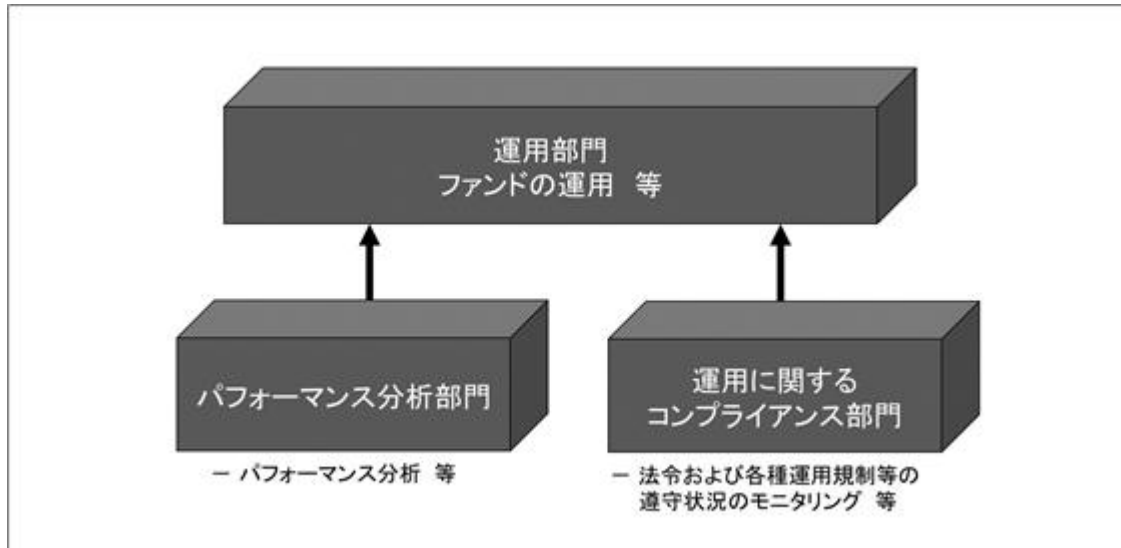 運用部門
ファンドの運用　等
パフォーマンス分析部門
－ パフォーマンス分析　等
運用に関する
コンプライアンス部門
－ 法令および各種運用規制等の
遵守状況のモニタリング　等